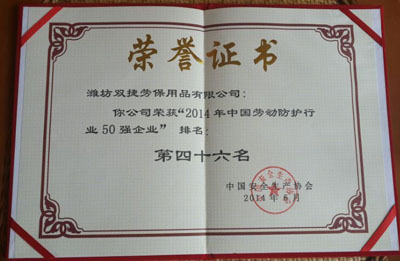 荣誉证书
潍坊双捷劳保用品有限公司：
你公司荣获“2014年中国劳动防护行
业50强企业” 排名：
第四十六名
中国安全生产协会
2014年6月